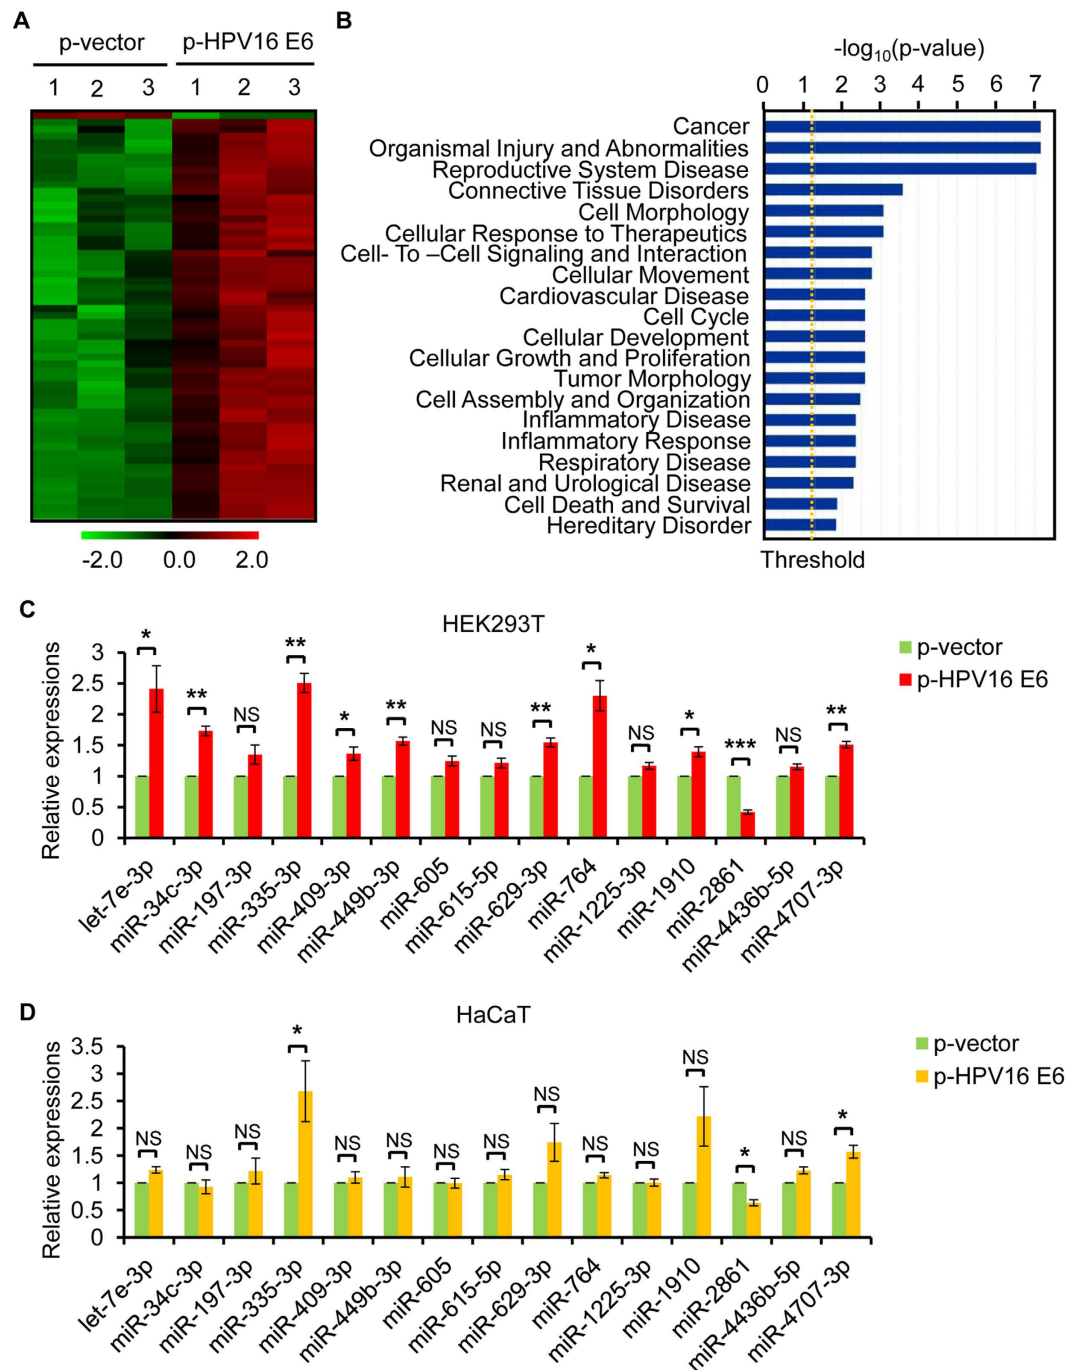 A
p-vector p-HPV16 E6
1 2 3 1 2 3
-2.0 0.0 2.0
B
-log10(p-value)
0 1 2 3 4 5 6 7
Cancer
Organismal Injury and Abnormalities
Reproductive System Disease
Connective Tissue Disorders
Cell Morphology
Cellular Response to Therapeutics
Cell- To –Cell Signaling and Interaction
Cellular Movement
Cardiovascular Disease
Cell Cycle
Cellular Development
Cellular Growth and Proliferation
Tumor Morphology
Cell Assembly and Organization
Inflammatory Disease
Inflammatory Response
Respiratory Disease
Renal and Urological Disease
Cell Death and Survival
Hereditary Disorder
Threshold
C
HEK293T
p-vector
p-HPV16 E6
Relative expressions
3
2.5
2
1.5
1
0.5
0
* ** NS ** * ** NS NS ** * NS * *** NS **
let-7e-3p
miR-34c-3p
miR-197-3p
miR-335-3p
miR-409-3p
miR-449b-3p
miR-605
miR-615-5p
miR-629-3p
miR-764
miR-1225-3p
miR-1910
miR-2861
miR-4436b-5p
miR-4707-3p
D
HaCaT
p-vector
p-HPV16 E6
Relative expressions
3.5
3
2.5
2
1.5
1
0.5
0
NS NS NS * NS NS NS NS NS NS NS NS * NS *
let-7e-3p
miR-34c-3p
miR-197-3p
miR-335-3p
miR-409-3p
miR-449b-3p
miR-605
miR-615-5p
miR-629-3p
miR-764
miR-1225-3p
miR-1910
miR-2861
miR-4436b-5p
miR-4707-3p